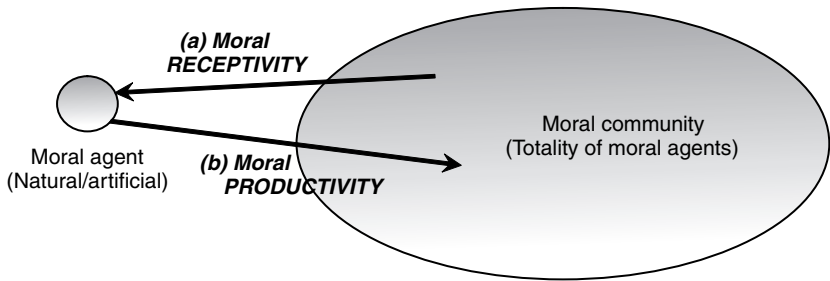 (a) Moral
RECEPTIVITY
Moral community
(Totality of moral agents)
Moral agent
(Natural/artificial)
(b) Moral
PRODUCTIVITY